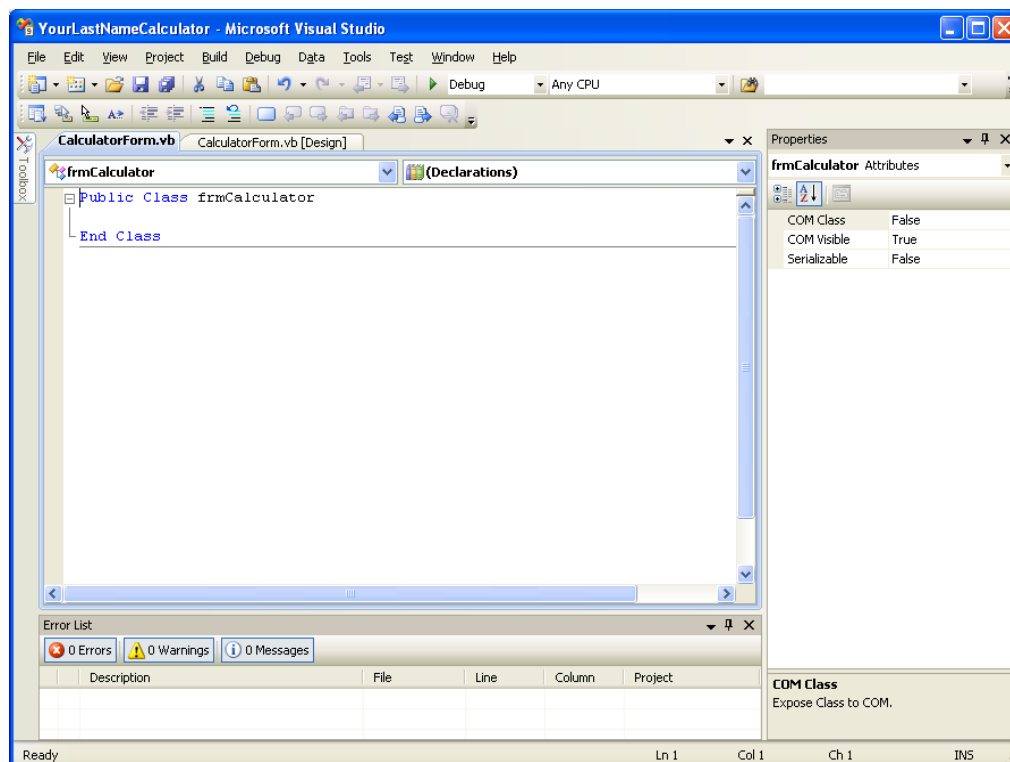 YourLastNameCalculator - Microsoft Visual Studio
File Edit View Project Build Debug Data Tools Test Window Help
Debug Any CPU
CalculatorForm.vb CalculatorForm.vb [Design]
Toolbox
frmCalculator (Declarations)
Public Class frmCalculator
End Class
Properties
frmCalculator Attributes
COM Class False
COM Visible True
Serializable False
COM Class
Expose Class to COM.
Error List
0 Errors 0 Warnings 0 Messages
Description File Line Column Project
Ready Ln 1 Col 1 Ch 1 INS